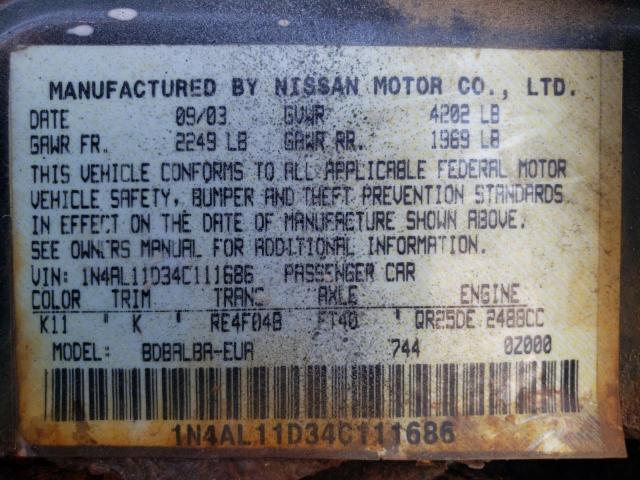 MANUFACTURED BY NISSAN MOTOR CO., LTD.
DATE 09/03 GVWR 4202 LB
GAWR FR. 2249 LB GAWR RR. 1989 LB
THIS VEHICLE CONFORMS TO ALL APPLICABLE FEDERAL MOTOR
VEHICLE SAFETY, BUMPER AND THEFT PREVENTION STANDARDS
IN EFFECT ON THE DATE OF MANUFACTURE SHOWN ABOVE.
SEE OWNERS MANUAL FOR ADDITIONAL INFORMATION.
VIN: 1N4AL11D34C111686 PASSENGER CAR
COLOR TRIM TRANS AXLE ENGINE
K11 K RE4F04B FT40 QR25DE 2488CC
MODEL: BDBALBA-EUA 744 0Z000
1N4AL11D34C111686